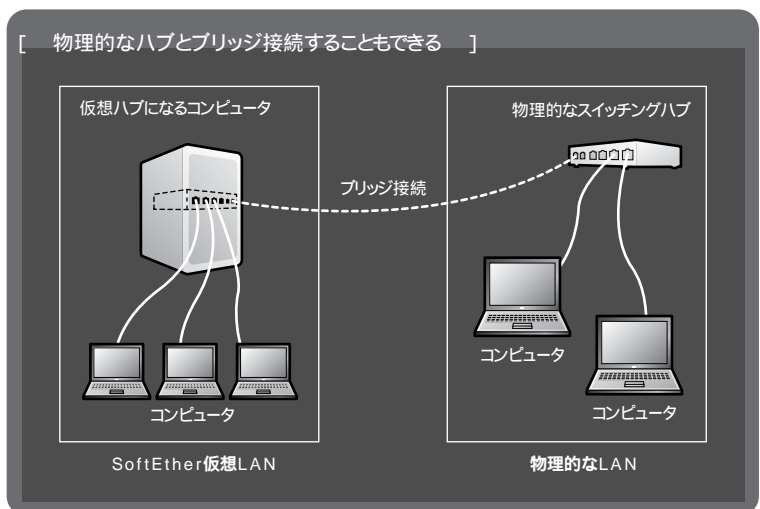 [ 物理的なハブとブリッジ接続することもできる ]
仮想ハブになるコンピュータ
物理的なスイッチングハブ
ブリッジ接続
コンピュータ
コンピュータ
コンピュータ
SoftEther仮想LAN
物理的なLAN